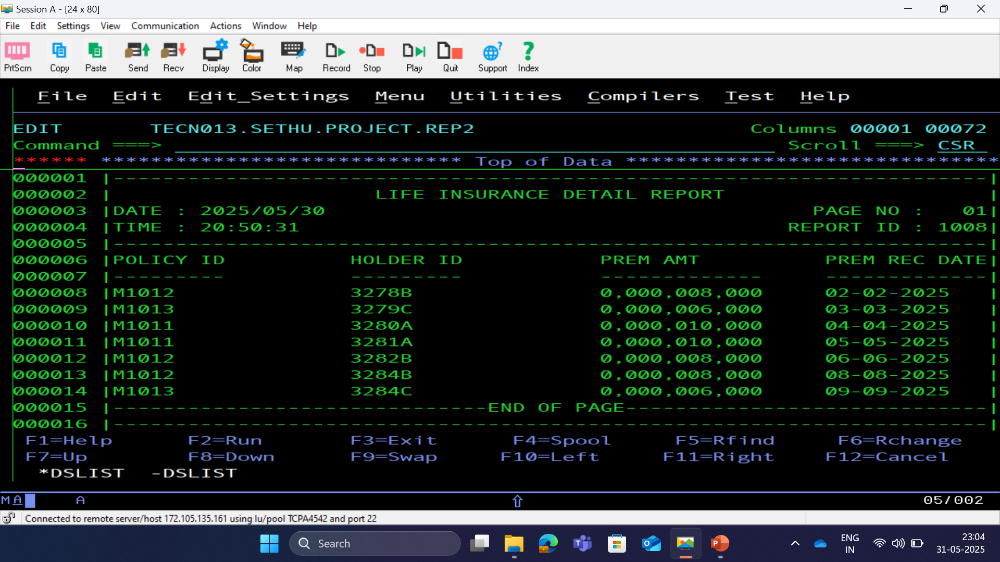 Session A - [24 x 80]
File Edit Settings View Communication Actions Window Help
PrtScrn Copy Paste Send Recv Display Color Map Record Stop Play Quit Support Index
File Edit Edit_Settings Menu Utilities Compilers Test Help
EDIT TECN013.SETHU.PROJECT.REP2 Columns 00001 00072
Command ===> Scroll ===> CSR
****** ***************************** Top of Data ******************************
000001 |----------------------------------------------------------------------|
000002 | LIFE INSURANCE DETAIL REPORT |
000003 |DATE : 2025/05/30 PAGE NO : 01|
000004 |TIME : 20:50:31 REPORT ID : 1008|
000005 |----------------------------------------------------------------------|
000006 |POLICY ID HOLDER ID PREM AMT PREM REC DATE|
000007 |--------- --------- ------------- -------------|
000008 |M1012 3278B 0,000,008,000 02-02-2025 |
000009 |M1013 3279C 0,000,006,000 03-03-2025 |
000010 |M1011 3280A 0,000,010,000 04-04-2025 |
000011 |M1011 3281A 0,000,010,000 05-05-2025 |
000012 |M1012 3282B 0,000,008,000 06-06-2025 |
000013 |M1012 3284B 0,000,008,000 08-08-2025 |
000014 |M1013 3284C 0,000,006,000 09-09-2025 |
000015 |------------------------------END OF PAGE-----------------------------|
000016 |----------------------------------------------------------------------|
F1=Help F2=Run F3=Exit F4=Spool F5=Rfind F6=Rchange
F7=Up F8=Down F9=Swap F10=Left F11=Right F12=Cancel
*DSLIST -DSLIST
MA A 05/002
Connected to remote server/host 172.105.135.161 using lu/pool TCPA4542 and port 22
Search
ENG
IN
23:04
31-05-2025